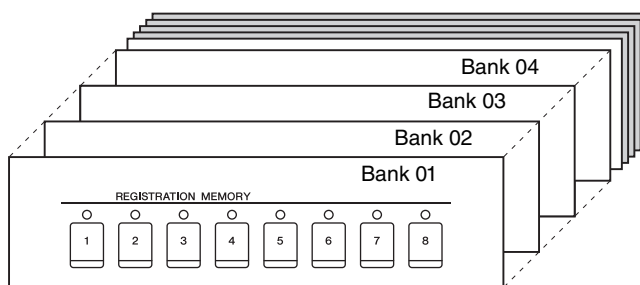 Bank 04
Bank 03
Bank 02
Bank 01
REGISTRATION MEMORY
1 2 3 4 5 6 7 8